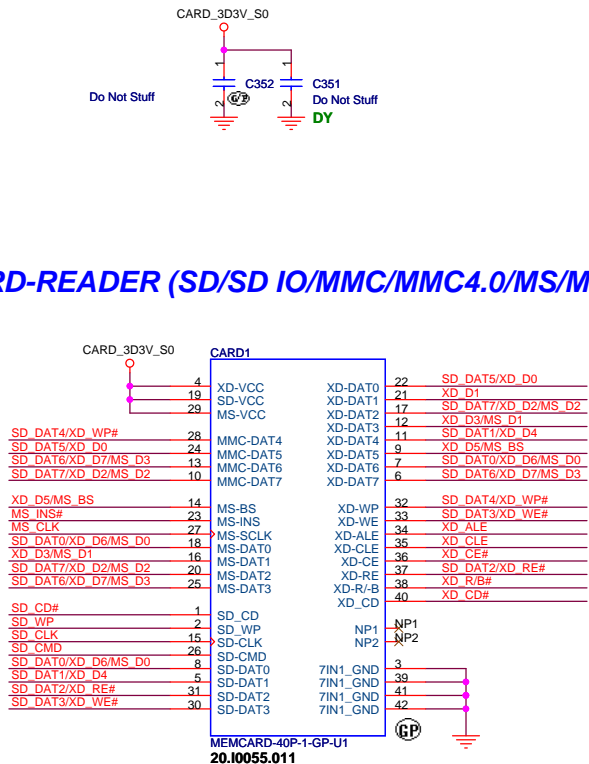 CARD_3D3V_S0
1 1
C352 C351
Do Not Stuff Do Not Stuff
G/P
2 2
DY
RD-READER (SD/SD IO/MMC/MMC4.0/MS/M
CARD_3D3V_S0
CARD1
4 XD-VCC
19 SD-VCC
29 MS-VCC
SD_DAT4/XD_WP# 28 MMC-DAT4
SD_DAT5/XD_D0 24 MMC-DAT5
SD_DAT6/XD_D7/MS_D3 13 MMC-DAT6
SD_DAT7/XD_D2/MS_D2 10 MMC-DAT7
XD_D5/MS_BS 14 MS-BS
MS_INS# 23 MS-INS
MS_CLK 27 MS-SCLK
SD_DAT0/XD_D6/MS_D0 18 MS-DAT0
XD_D3/MS_D1 16 MS-DAT1
SD_DAT7/XD_D2/MS_D2 20 MS-DAT2
SD_DAT6/XD_D7/MS_D3 25 MS-DAT3
SD_CD# 1 SD_CD
SD_WP 2 SD_WP
SD_CLK 15 SD-CLK
SD_CMD 26 SD-CMD
SD_DAT0/XD_D6/MS_D0 8 SD-DAT0
SD_DAT1/XD_D4 5 SD-DAT1
SD_DAT2/XD_RE# 31 SD-DAT2
SD_DAT3/XD_WE# 30 SD-DAT3
XD-DAT0 22 SD_DAT5/XD_D0
XD-DAT1 21 XD_D1
XD-DAT2 17 SD_DAT7/XD_D2/MS_D2
XD-DAT3 12 XD_D3/MS_D1
XD-DAT4 11 SD_DAT1/XD_D4
XD-DAT5 9 XD_D5/MS_BS
XD-DAT6 7 SD_DAT0/XD_D6/MS_D0
XD-DAT7 6 SD_DAT6/XD_D7/MS_D3
XD-WP 32 SD_DAT4/XD_WP#
XD-WE 33 SD_DAT3/XD_WE#
XD-ALE 34 XD_ALE
XD-CLE 35 XD_CLE
XD-CE 36 XD_CE#
XD-RE 37 SD_DAT2/XD_RE#
XD-R/-B 38 XD_R/B#
XD_CD 40 XD_CD#
NP1 NP1
NP2 NP2
7IN1_GND 3
7IN1_GND 39
7IN1_GND 41
7IN1_GND 42
GP
MEMCARD-40P-1-GP-U1
20.I0055.011